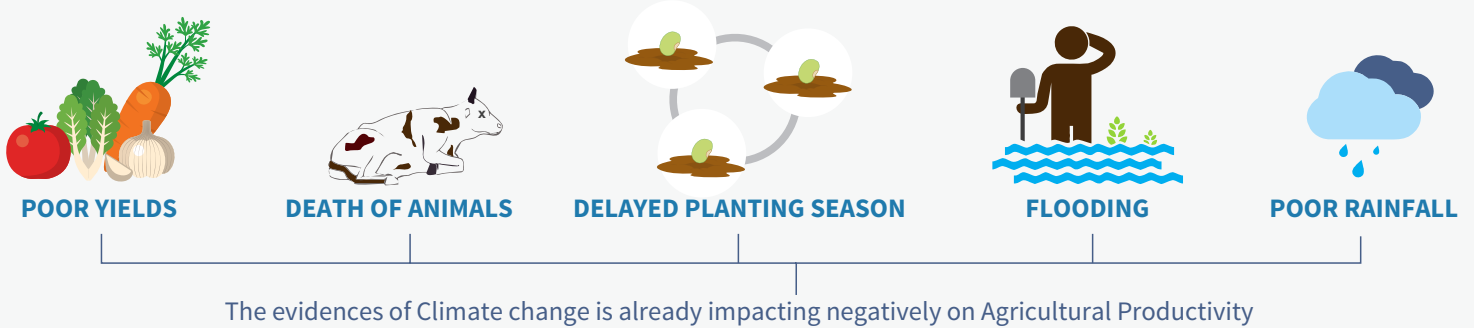 POOR YIELDS
DEATH OF ANIMALS
DELAYED PLANTING SEASON
FLOODING
POOR RAINFALL
The evidences of Climate change is already impacting negatively on Agricultural Productivity